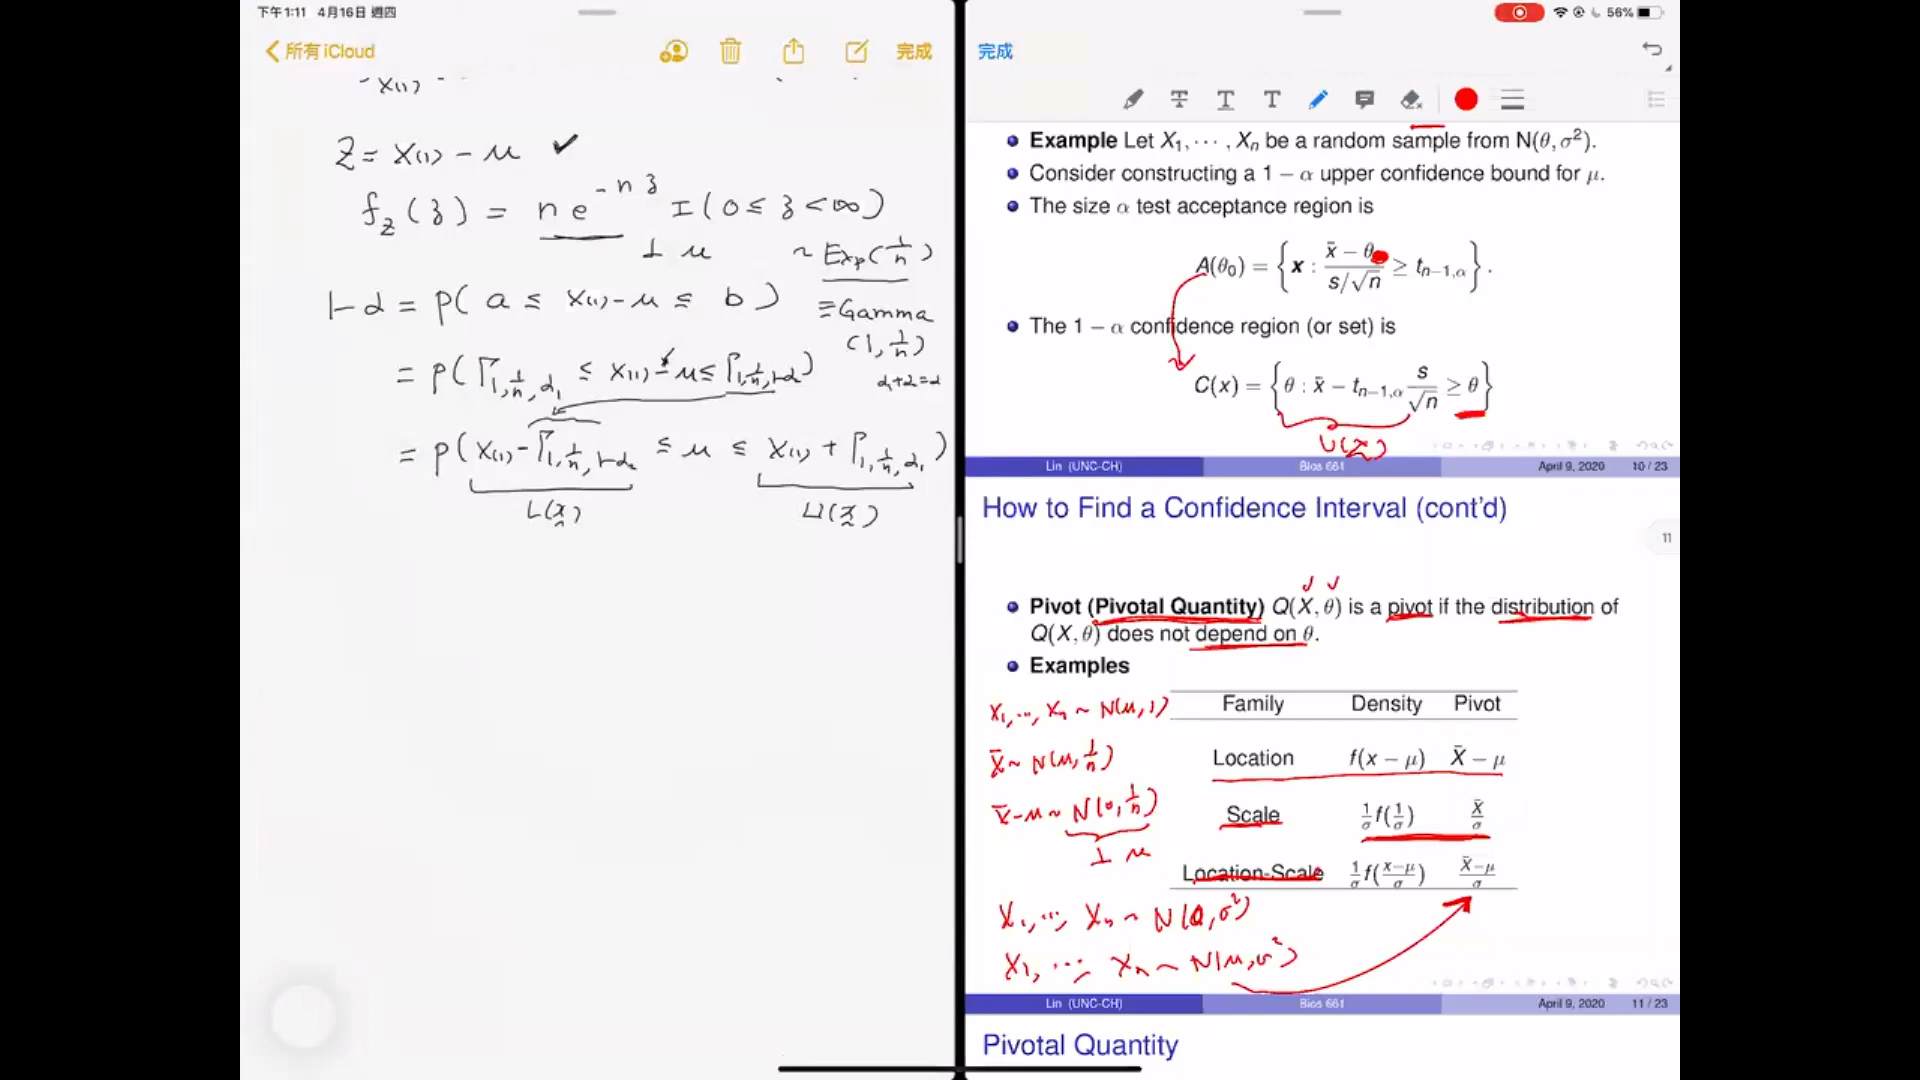 下午1:11 4月16日 週四
所有 iCloud
完成
X(1)
Z = X(1) - μ ✓
f_Z(z) = n e^{-nz} I(0 ≤ z < ∞)
⊥ μ ~ Exp(1/n)
1-α = P(a ≤ X(1) - μ ≤ b) ≡ Gamma
(1, 1/n)
= P(Γ_{1,1/n,α₁} ≤ X(1) - μ ≤ Γ_{1,1/n,1-α₂})
α₁+α₂=α
= P(X(1) - Γ_{1,1/n,1-α₂} ≤ μ ≤ X(1) + Γ_{1,1/n,α₁})
L(x) U(x)
56%
完成
Example Let X₁, ⋯ , Xₙ be a random sample from N(θ, σ²).
Consider constructing a 1 − α upper confidence bound for μ.
The size α test acceptance region is
A(θ₀) = { x : (x̄ − θ)/(s/√n) ≥ t_{n−1,α} } .
The 1 − α confidence region (or set) is
C(x) = { θ : x̄ − t_{n−1,α} s/√n ≥ θ }
U(x)
Lin (UNC-CH) Bios 661 April 9, 2020 10 / 23
How to Find a Confidence Interval (cont'd)
11
Pivot (Pivotal Quantity) Q(X, θ) is a pivot if the distribution of
Q(X, θ) does not depend on θ.
Examples
Family Density Pivot
X₁, ⋯, Xₙ ~ N(μ, 1)
Location f(x − μ) X̄ − μ
X̄ ~ N(μ, 1/n)
Scale 1/σ f(1/σ) X̄/σ
X̄-μ ~ N(0, 1/n)
⊥ μ
Location-Scale 1/σ f((x−μ)/σ) (X̄−μ)/σ
X₁, ⋯, Xₙ ~ N(0, σ²)
X₁, ⋯, Xₙ ~ N(μ, σ²)
Lin (UNC-CH) Bios 661 April 9, 2020 11 / 23
Pivotal Quantity